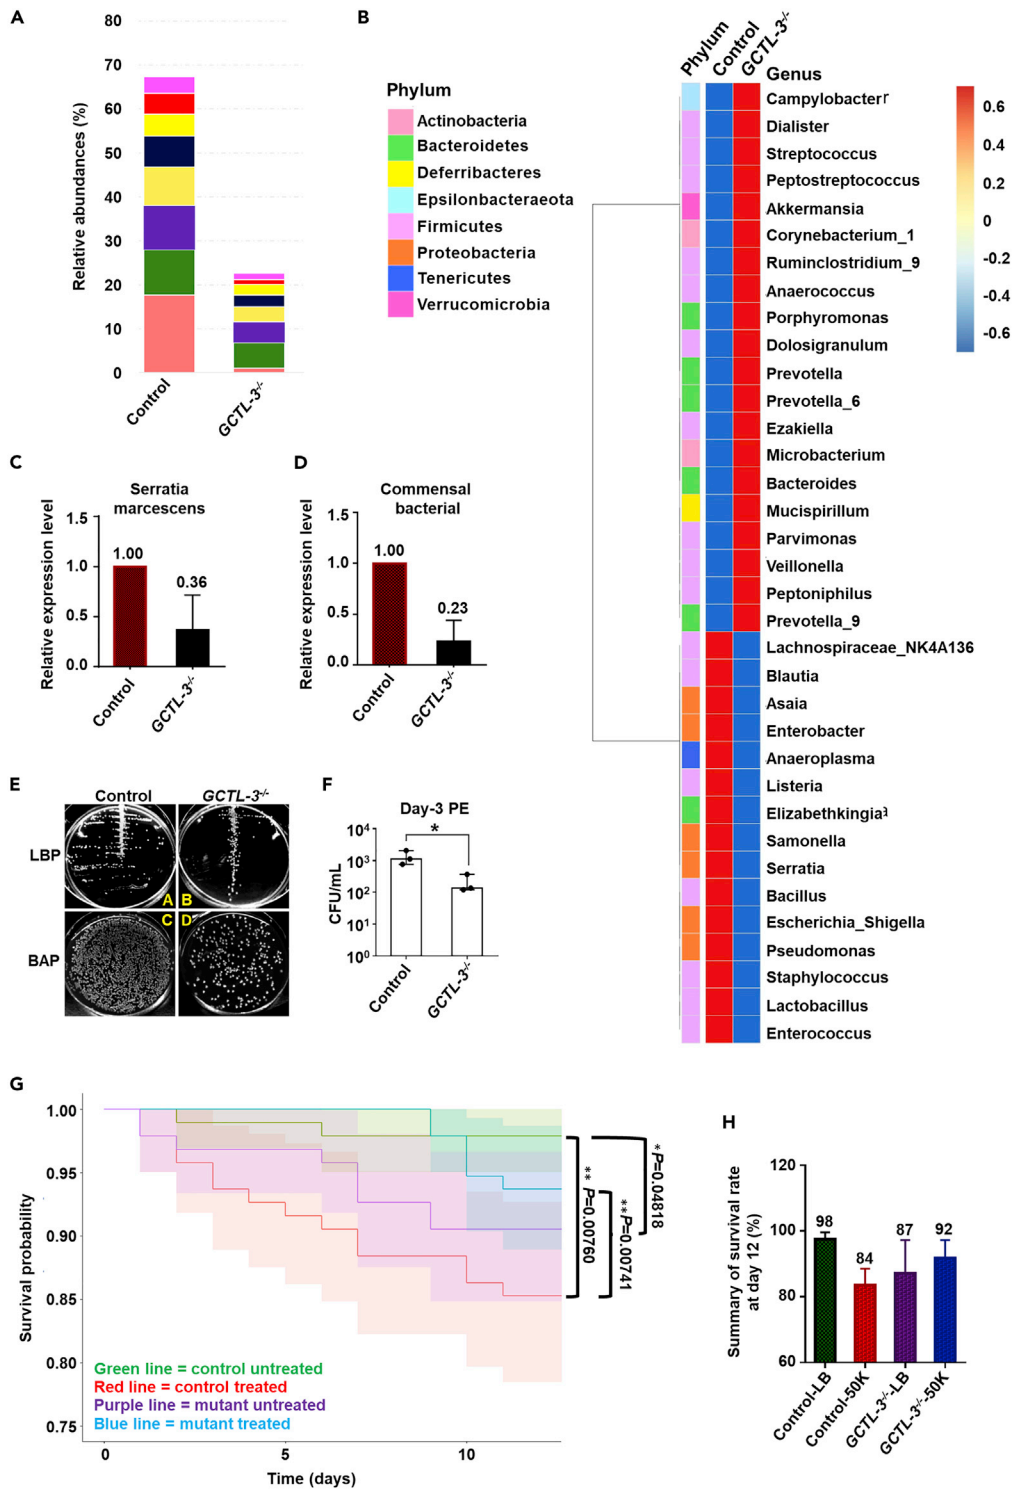 A
80
70
60
50
40
30
20
10
0
Relative abundances (%)
Control
GCTL-3-/-
B
Phylum
Actinobacteria
Bacteroidetes
Deferribacteres
Epsilonbacteraeota
Firmicutes
Proteobacteria
Tenericutes
Verrucomicrobia
Phylum
Control
GCTL-3-/-
Genus
Campylobacterr
Dialister
Streptococcus
Peptostreptococcus
Akkermansia
Corynebacterium_1
Ruminclostridium_9
Anaerococcus
Porphyromonas
Dolosigranulum
Prevotella
Prevotella_6
Ezakiella
Microbacterium
Bacteroides
Mucispirillum
Parvimonas
Veillonella
Peptoniphilus
Prevotella_9
Lachnospiraceae_NK4A136
Blautia
Asaia
Enterobacter
Anaeroplasma
Listeria
Elizabethkingia
Samonella
Serratia
Bacillus
Escherichia_Shigella
Pseudomonas
Staphylococcus
Lactobacillus
Enterococcus
0.6
0.4
0.2
0
-0.2
-0.4
-0.6
C
Serratia
marcescens
Relative expression level
1.5
1.0
0.5
0.0
1.00
0.36
Control
GCTL-3-/-
D
Commensal
bacterial
Relative expression level
1.5
1.0
0.5
0.0
1.00
0.23
Control
GCTL-3-/-
E
Control
GCTL-3-/-
LBP
BAP
A
B
C
D
F
Day-3 PE
*
CFU/mL
10⁴
10³
10²
10¹
10⁰
Control
GCTL-3-/-
G
Survival probability
1.00
0.95
0.90
0.85
0.80
0.75
0
5
10
Time (days)
Green line = control untreated
Red line = control treated
Purple line = mutant untreated
Blue line = mutant treated
**P=0.00760
**P=0.00741
*P=0.04818
H
Summary of survival rate
at day 12 (%)
120
100
80
60
98
84
87
92
Control-LB
Control-50K
GCTL-3-/--LB
GCTL-3-/--50K